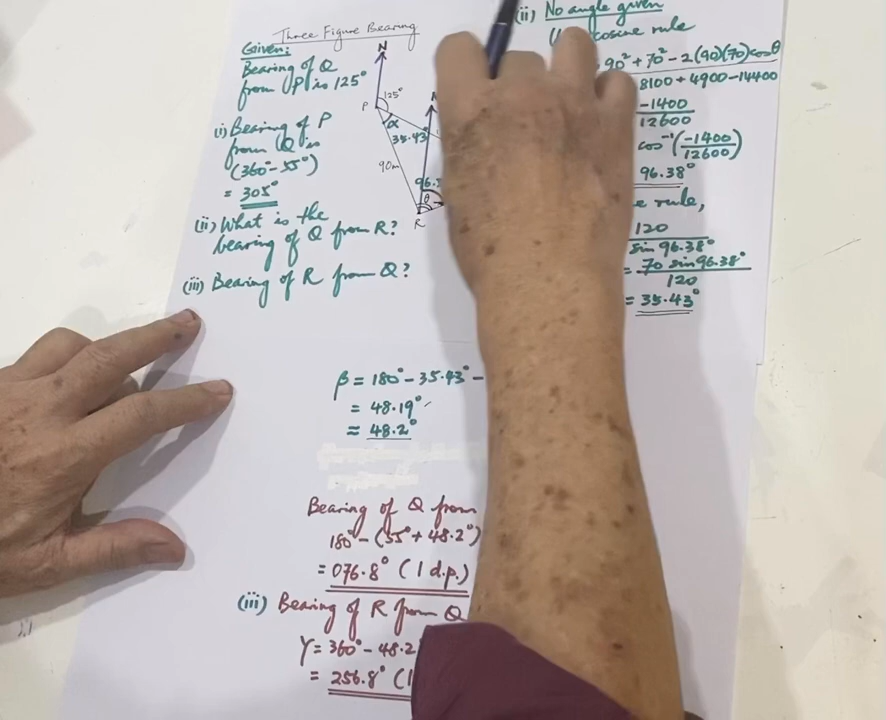 Three Figure Bearing
Given:
Bearing of Q
from P is 125°
(i) Bearing of P
from Q is
(360° - 55°)
= 305°
(ii) What is the
bearing of Q from R?
(iii) Bearing of R from Q?
N
125°
P
α
35.43°
90m
N
96.3
θ
R
(ii) No angle given
cosine rule
90² + 70² - 2(90)(70)cosθ
8100 + 4900 - 14400
-1400
12600
cos⁻¹(-1400/12600)
96.38°
rule,
120
sin 96.38°
= 70 sin 96.38°
120
= 35.43°
β = 180° - 35.43° -
= 48.19°
≈ 48.2°
Bearing of Q from
180° - (55° + 48.2°)
= 076.8° (1 d.p.)
(iii) Bearing of R from Q
γ = 360° - 48.2
= 256.8° (1